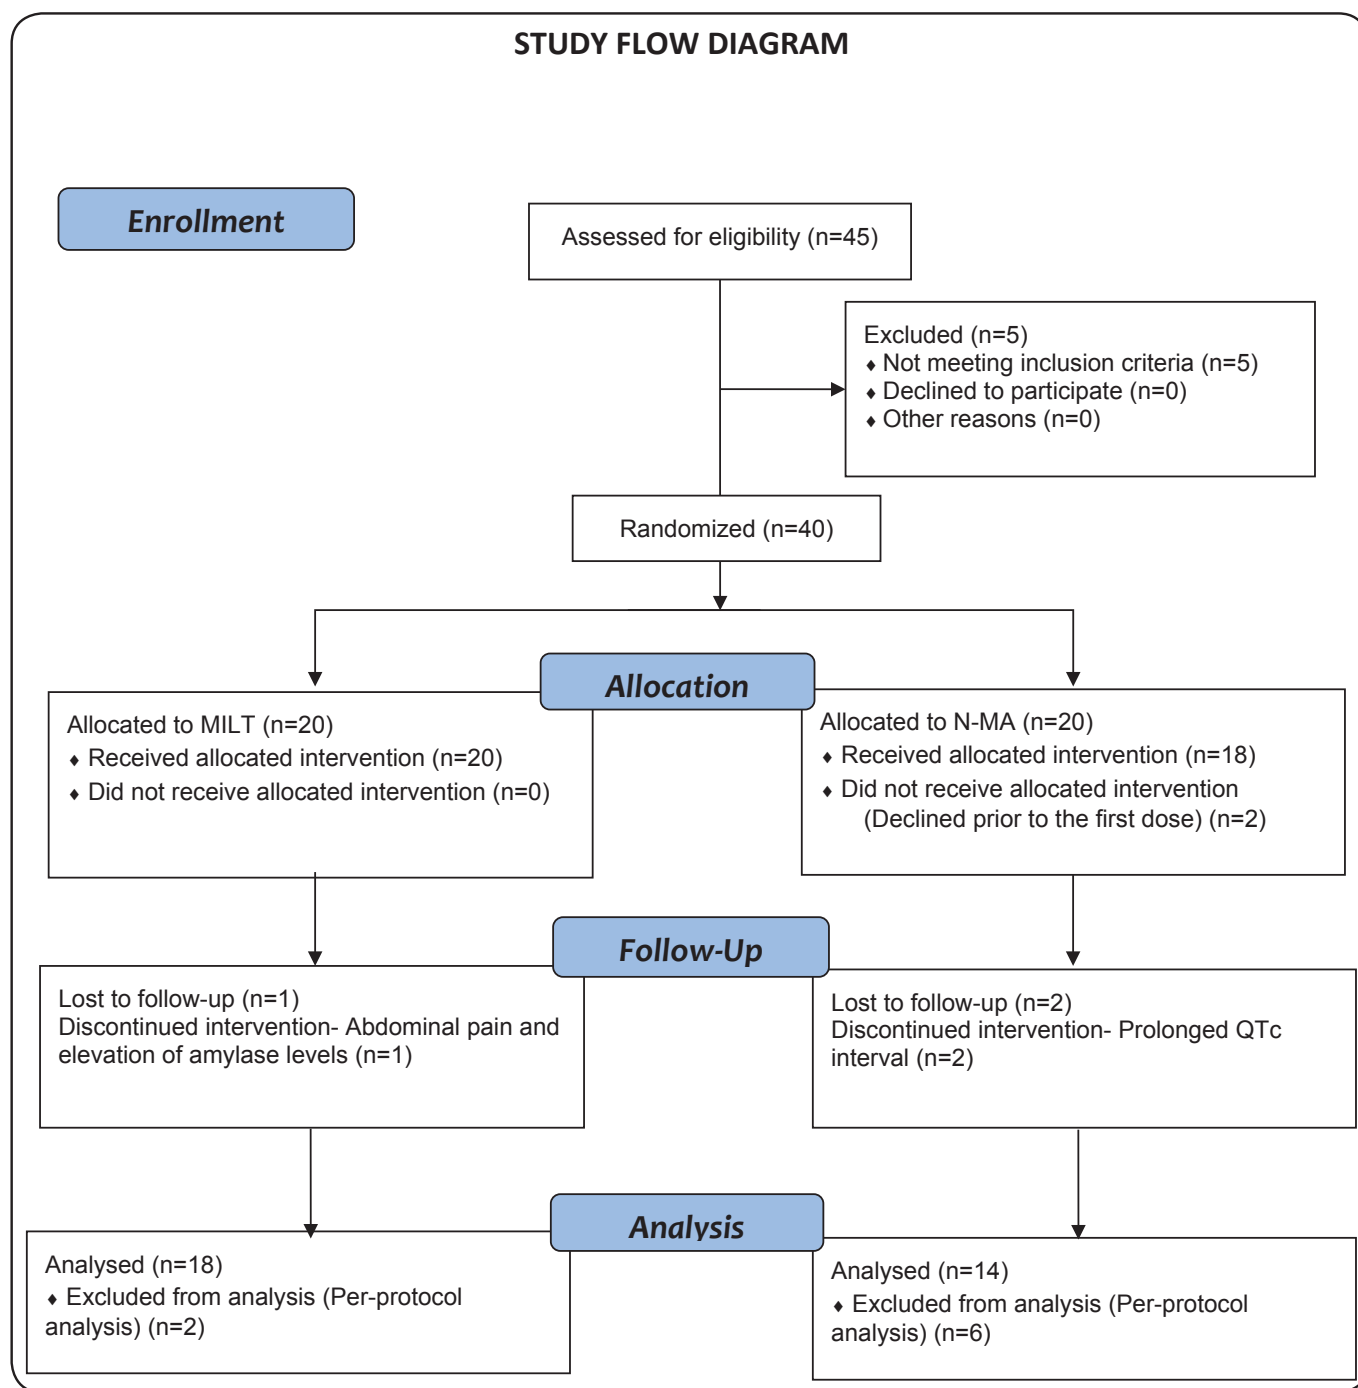 STUDY FLOW DIAGRAM
Enrollment
Assessed for eligibility (n=45)
Excluded (n=5)
♦ Not meeting inclusion criteria (n=5)
♦ Declined to participate (n=0)
♦ Other reasons (n=0)
Randomized (n=40)
Allocation
Allocated to MILT (n=20)
♦ Received allocated intervention (n=20)
♦ Did not receive allocated intervention (n=0)
Allocated to N-MA (n=20)
♦ Received allocated intervention (n=18)
♦ Did not receive allocated intervention
(Declined prior to the first dose) (n=2)
Follow-Up
Lost to follow-up (n=1)
Discontinued intervention- Abdominal pain and
elevation of amylase levels (n=1)
Lost to follow-up (n=2)
Discontinued intervention- Prolonged QTc
interval (n=2)
Analysis
Analysed (n=18)
♦ Excluded from analysis (Per-protocol
analysis) (n=2)
Analysed (n=14)
♦ Excluded from analysis (Per-protocol
analysis) (n=6)